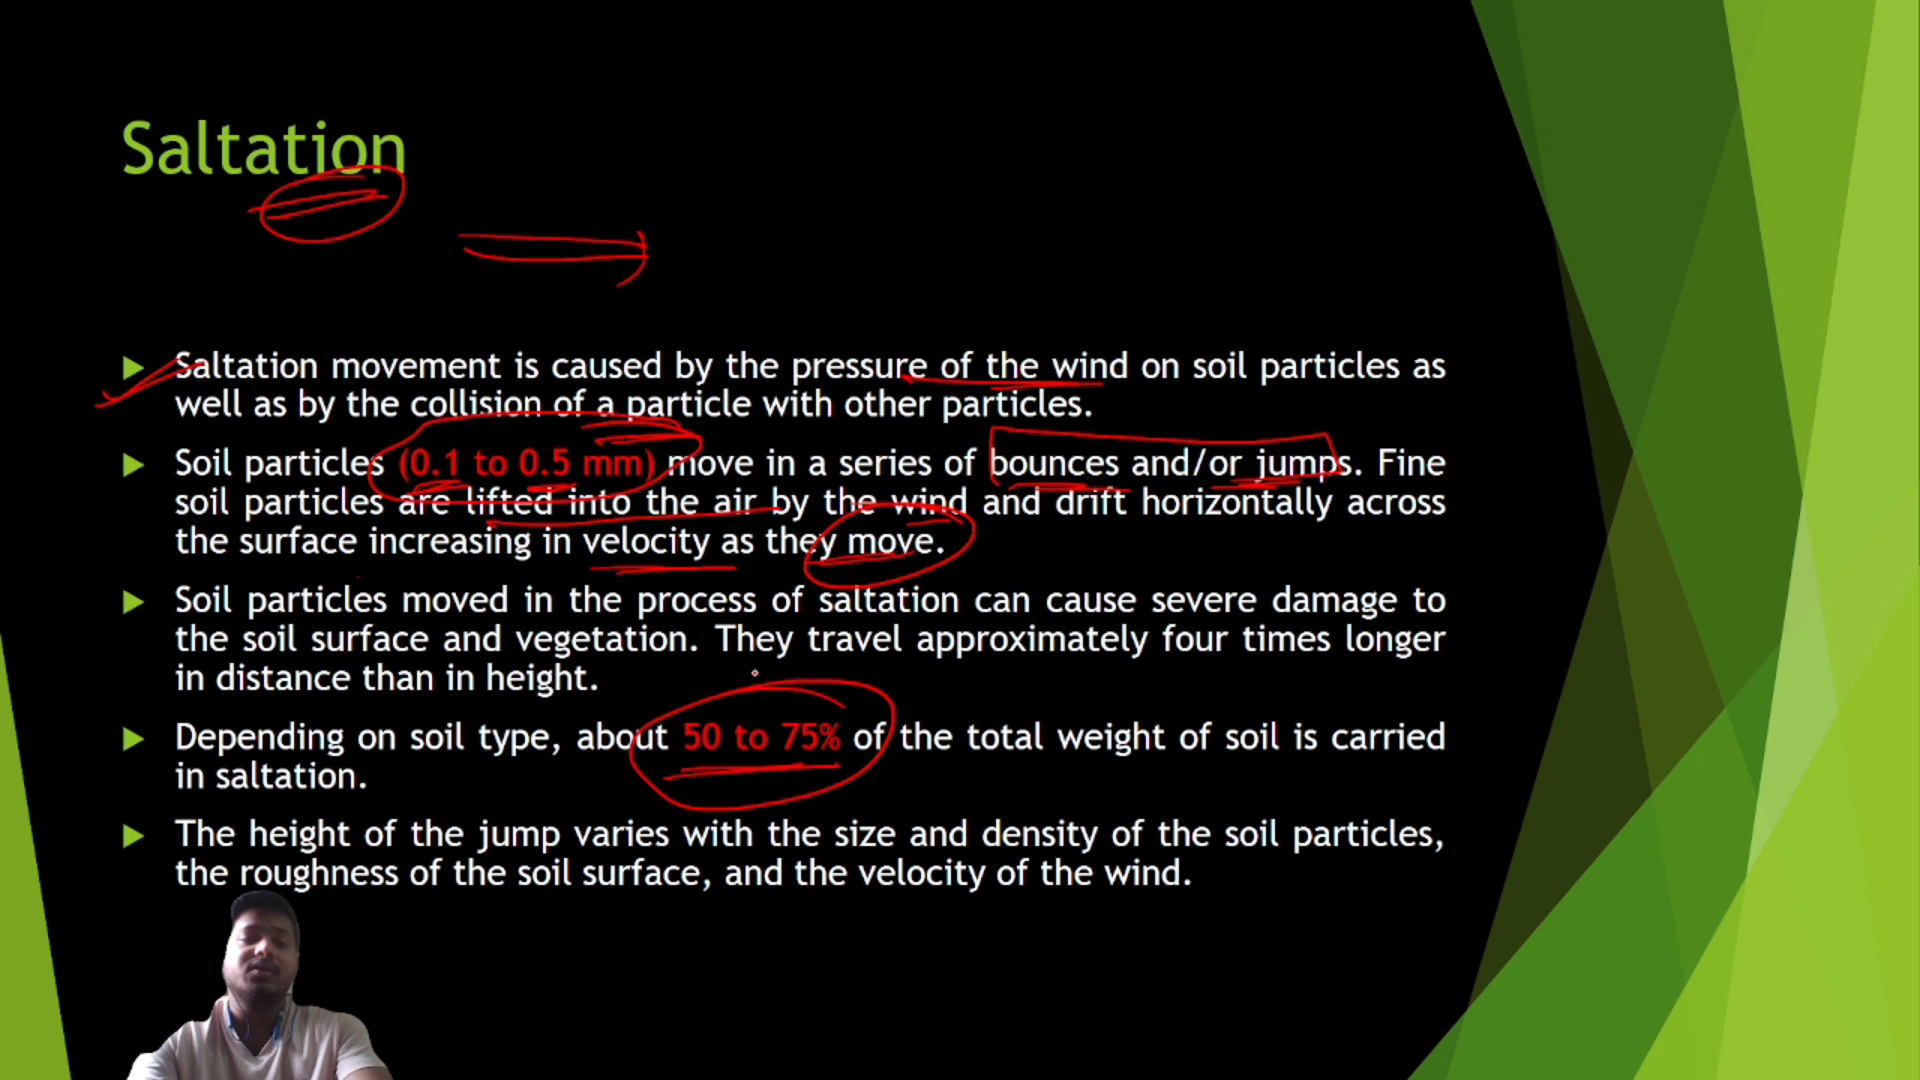 Saltation
Saltation movement is caused by the pressure of the wind on soil particles as
well as by the collision of a particle with other particles.
Soil particles (0.1 to 0.5 mm) move in a series of bounces and/or jumps. Fine
soil particles are lifted into the air by the wind and drift horizontally across
the surface increasing in velocity as they move.
Soil particles moved in the process of saltation can cause severe damage to
the soil surface and vegetation. They travel approximately four times longer
in distance than in height.
Depending on soil type, about 50 to 75% of the total weight of soil is carried
in saltation.
The height of the jump varies with the size and density of the soil particles,
the roughness of the soil surface, and the velocity of the wind.